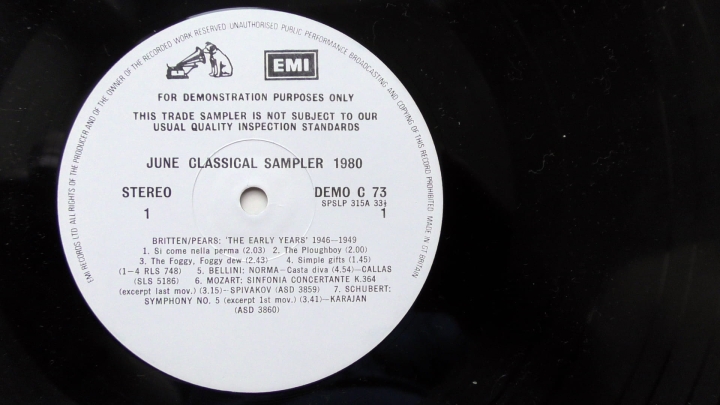 EMI RECORDS LTD ALL RIGHTS OF THE PRODUCER AND OF THE OWNER OF THE RECORDED WORK RESERVED UNAUTHORISED PUBLIC PERFORMANCE BROADCASTING AND COPYING OF THIS RECORD PROHIBITED MADE IN GT BRITAIN
EMI
FOR DEMONSTRATION PURPOSES ONLY
THIS TRADE SAMPLER IS NOT SUBJECT TO OUR
USUAL QUALITY INSPECTION STANDARDS
JUNE CLASSICAL SAMPLER 1980
STEREO DEMO C 73
SPSLP 315A 33⅓
1 1
BRITTEN/PEARS: 'THE EARLY YEARS' 1946—1949
1. Si come nella perma (2.03) 2. The Ploughboy (2.00)
3. The Foggy, Foggy dew (2.43) 4. Simple gifts (1.45)
(1—4 RLS 748) 5. BELLINI: NORMA—Casta diva (4.54)—CALLAS
(SLS 5186) 6. MOZART: SINFONIA CONCERTANTE K.364
(excerpt last mov.) (3.15)—SPIVAKOV (ASD 3859) 7. SCHUBERT:
SYMPHONY NO. 5 (excerpt 1st mov.) (3.41)—KARAJAN
(ASD 3860)